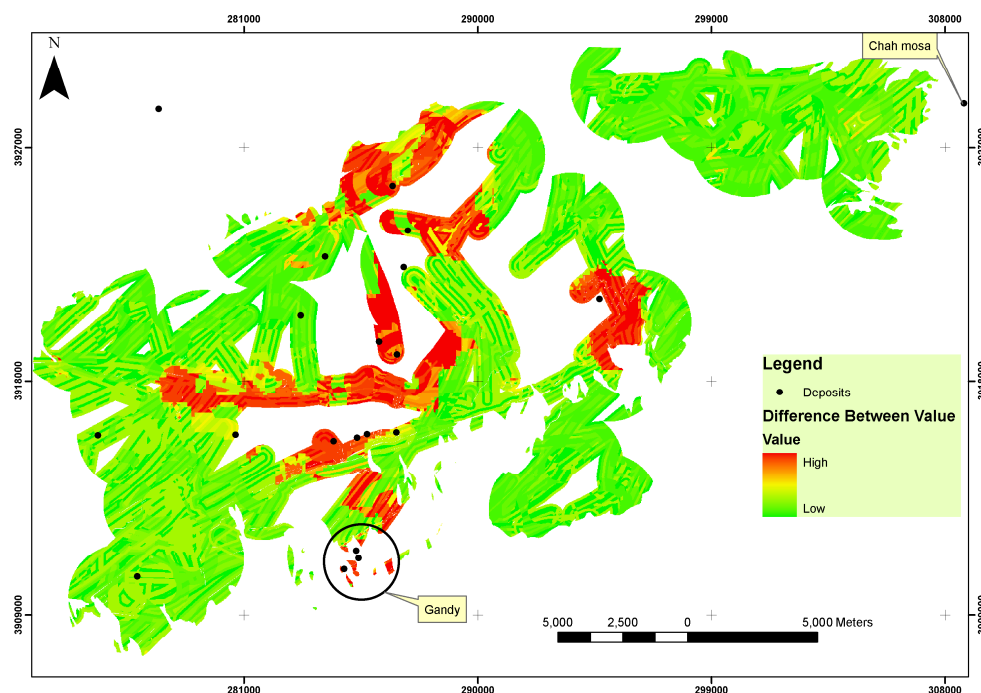 281000 290000 299000 308000
Chah mosa
N
3927000
3918000
Legend
Deposits
Difference Between Value
Value
High
Low
Gandy
5,000 2,500 0 5,000 Meters
281000 290000 299000 308000